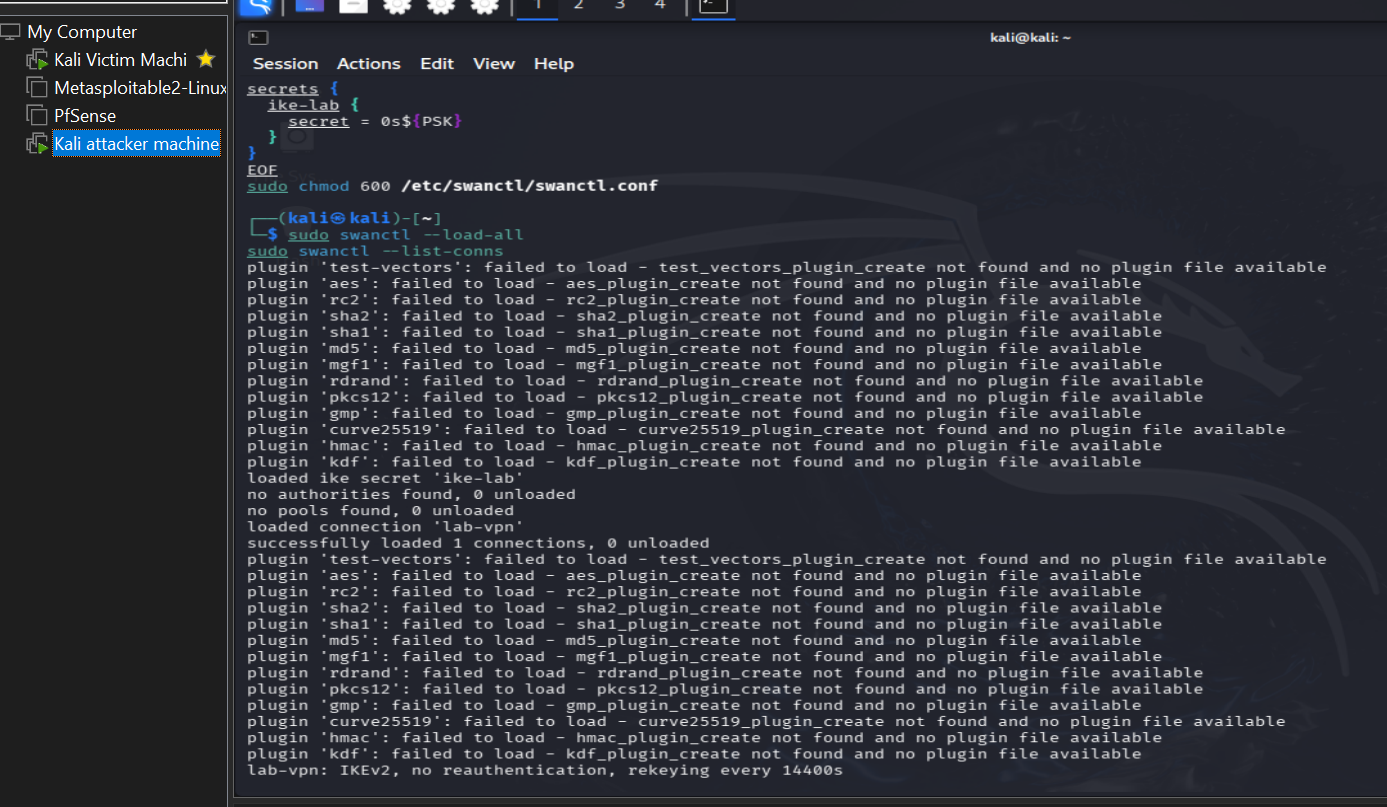 1 2 3 4
My Computer
Kali Victim Machi
Metasploitable2-Linux
PfSense
Kali attacker machine
kali@kali: ~
Session Actions Edit View Help
secrets {
  ike-lab {
    secret = 0s${PSK}
  }
}
EOF
sudo chmod 600 /etc/swanctl/swanctl.conf
┌──(kali㉿kali)-[~]
└─$ sudo swanctl --load-all
sudo swanctl --list-conns
plugin 'test-vectors': failed to load - test_vectors_plugin_create not found and no plugin file available
plugin 'aes': failed to load - aes_plugin_create not found and no plugin file available
plugin 'rc2': failed to load - rc2_plugin_create not found and no plugin file available
plugin 'sha2': failed to load - sha2_plugin_create not found and no plugin file available
plugin 'sha1': failed to load - sha1_plugin_create not found and no plugin file available
plugin 'md5': failed to load - md5_plugin_create not found and no plugin file available
plugin 'mgf1': failed to load - mgf1_plugin_create not found and no plugin file available
plugin 'rdrand': failed to load - rdrand_plugin_create not found and no plugin file available
plugin 'pkcs12': failed to load - pkcs12_plugin_create not found and no plugin file available
plugin 'gmp': failed to load - gmp_plugin_create not found and no plugin file available
plugin 'curve25519': failed to load - curve25519_plugin_create not found and no plugin file available
plugin 'hmac': failed to load - hmac_plugin_create not found and no plugin file available
plugin 'kdf': failed to load - kdf_plugin_create not found and no plugin file available
loaded ike secret 'ike-lab'
no authorities found, 0 unloaded
no pools found, 0 unloaded
loaded connection 'lab-vpn'
successfully loaded 1 connections, 0 unloaded
plugin 'test-vectors': failed to load - test_vectors_plugin_create not found and no plugin file available
plugin 'aes': failed to load - aes_plugin_create not found and no plugin file available
plugin 'rc2': failed to load - rc2_plugin_create not found and no plugin file available
plugin 'sha2': failed to load - sha2_plugin_create not found and no plugin file available
plugin 'sha1': failed to load - sha1_plugin_create not found and no plugin file available
plugin 'md5': failed to load - md5_plugin_create not found and no plugin file available
plugin 'mgf1': failed to load - mgf1_plugin_create not found and no plugin file available
plugin 'rdrand': failed to load - rdrand_plugin_create not found and no plugin file available
plugin 'pkcs12': failed to load - pkcs12_plugin_create not found and no plugin file available
plugin 'gmp': failed to load - gmp_plugin_create not found and no plugin file available
plugin 'curve25519': failed to load - curve25519_plugin_create not found and no plugin file available
plugin 'hmac': failed to load - hmac_plugin_create not found and no plugin file available
plugin 'kdf': failed to load - kdf_plugin_create not found and no plugin file available
lab-vpn: IKEv2, no reauthentication, rekeying every 14400s